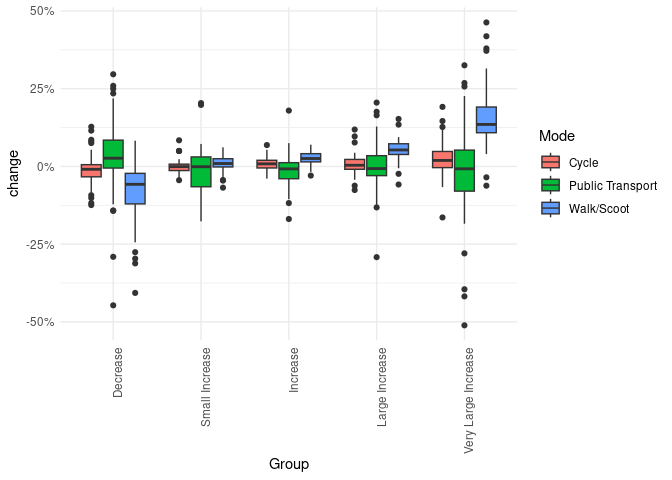 50%
25%
0%
-25%
-50%
change
Decrease
Small Increase
Increase
Large Increase
Very Large Increase
Group
Mode
Cycle
Public Transport
Walk/Scoot